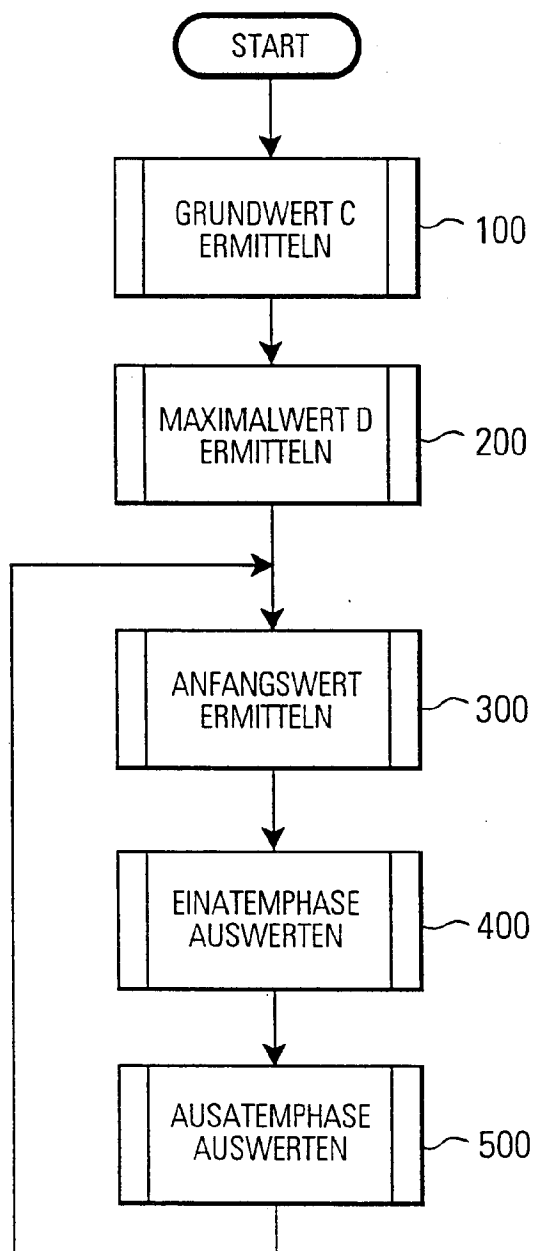 START
GRUNDWERT C
ERMITTELN
100
MAXIMALWERT D
ERMITTELN
200
ANFANGSWERT
ERMITTELN
300
EINATEMPHASE
AUSWERTEN
400
AUSATEMPHASE
AUSWERTEN
500